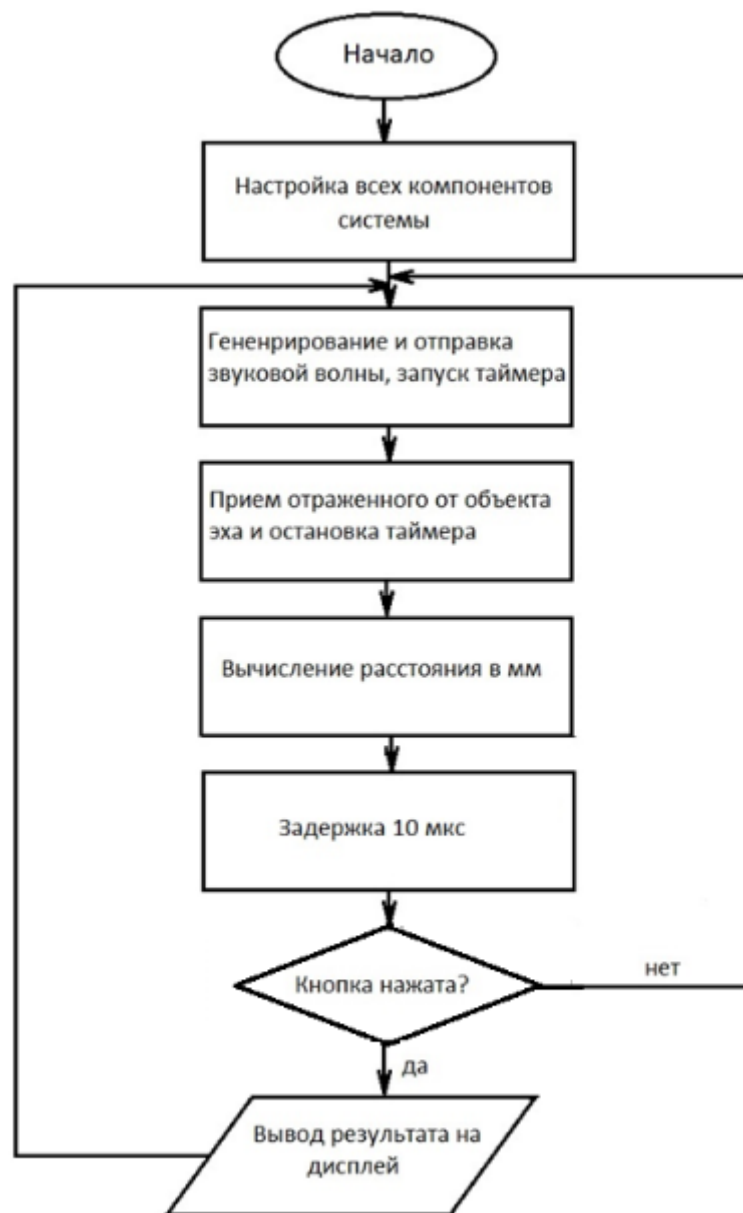 Начало
Настройка всех компонентов
системы
Гененрирование и отправка
звуковой волны, запуск таймера
Прием отраженного от объекта
эха и остановка таймера
Вычисление расстояния в мм
Задержка 10 мкс
Кнопка нажата?
нет
да
Вывод результата на
дисплей